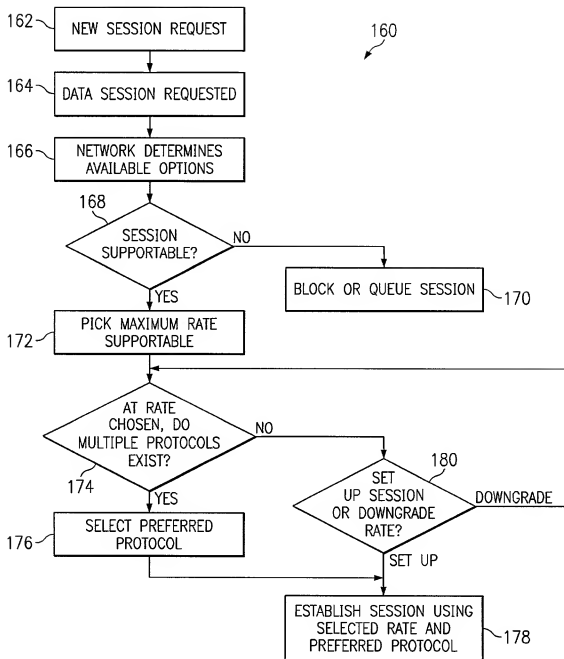 162
NEW SESSION REQUEST
160
164
DATA SESSION REQUESTED
166
NETWORK DETERMINES
AVAILABLE OPTIONS
168
SESSION
SUPPORTABLE?
NO
BLOCK OR QUEUE SESSION
170
YES
172
PICK MAXIMUM RATE
SUPPORTABLE
AT RATE
CHOSEN, DO
MULTIPLE PROTOCOLS
EXIST?
NO
174
180
SET
UP SESSION
OR DOWNGRADE
RATE?
DOWNGRADE
YES
176
SELECT PREFERRED
PROTOCOL
SET UP
ESTABLISH SESSION USING
SELECTED RATE AND
PREFERRED PROTOCOL
178